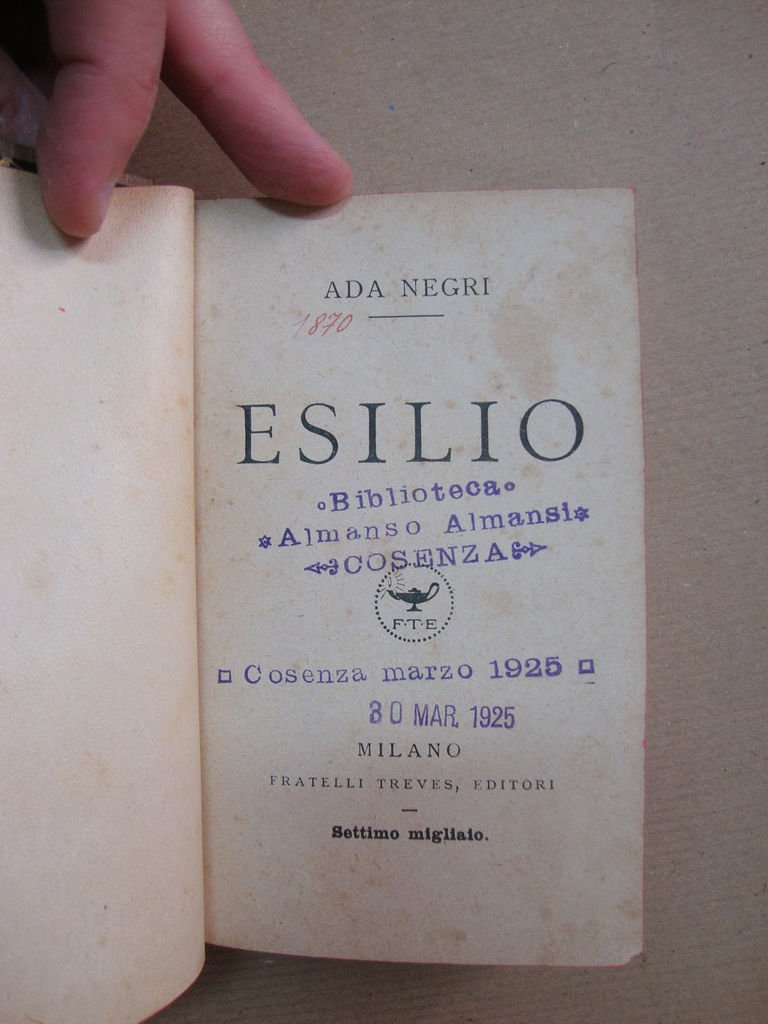 ADA NEGRI
1870
ESILIO
Biblioteca
Almanso Almansi
COSENZA
F·T·E
Cosenza marzo 1925
30 MAR. 1925
MILANO
FRATELLI TREVES, EDITORI
Settimo migliaio.